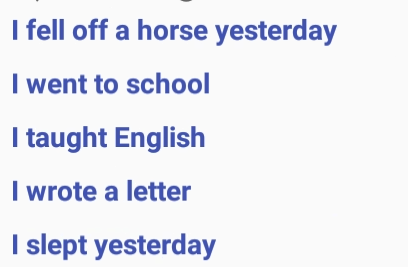 I fell off a horse yesterday
I went to school
I taught English
I wrote a letter
I slept yesterday